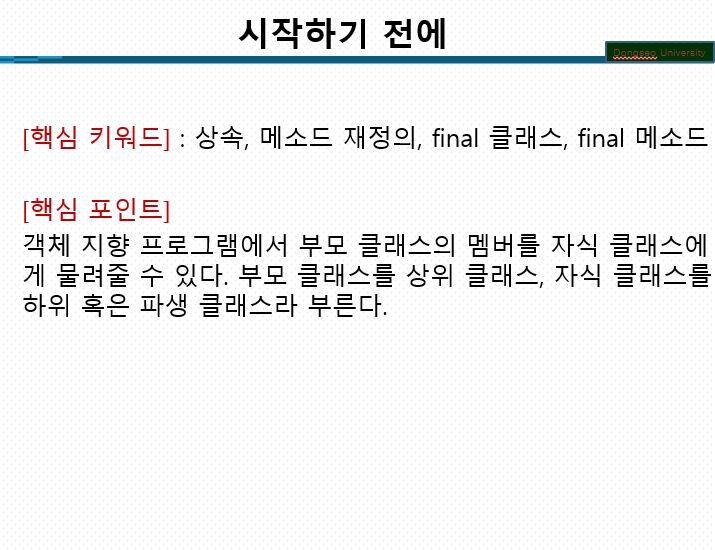 시작하기 전에
Dongseo University
[핵심 키워드] : 상속, 메소드 재정의, final 클래스, final 메소드
[핵심 포인트]
객체 지향 프로그램에서 부모 클래스의 멤버를 자식 클래스에
게 물려줄 수 있다. 부모 클래스를 상위 클래스, 자식 클래스를
하위 혹은 파생 클래스라 부른다.